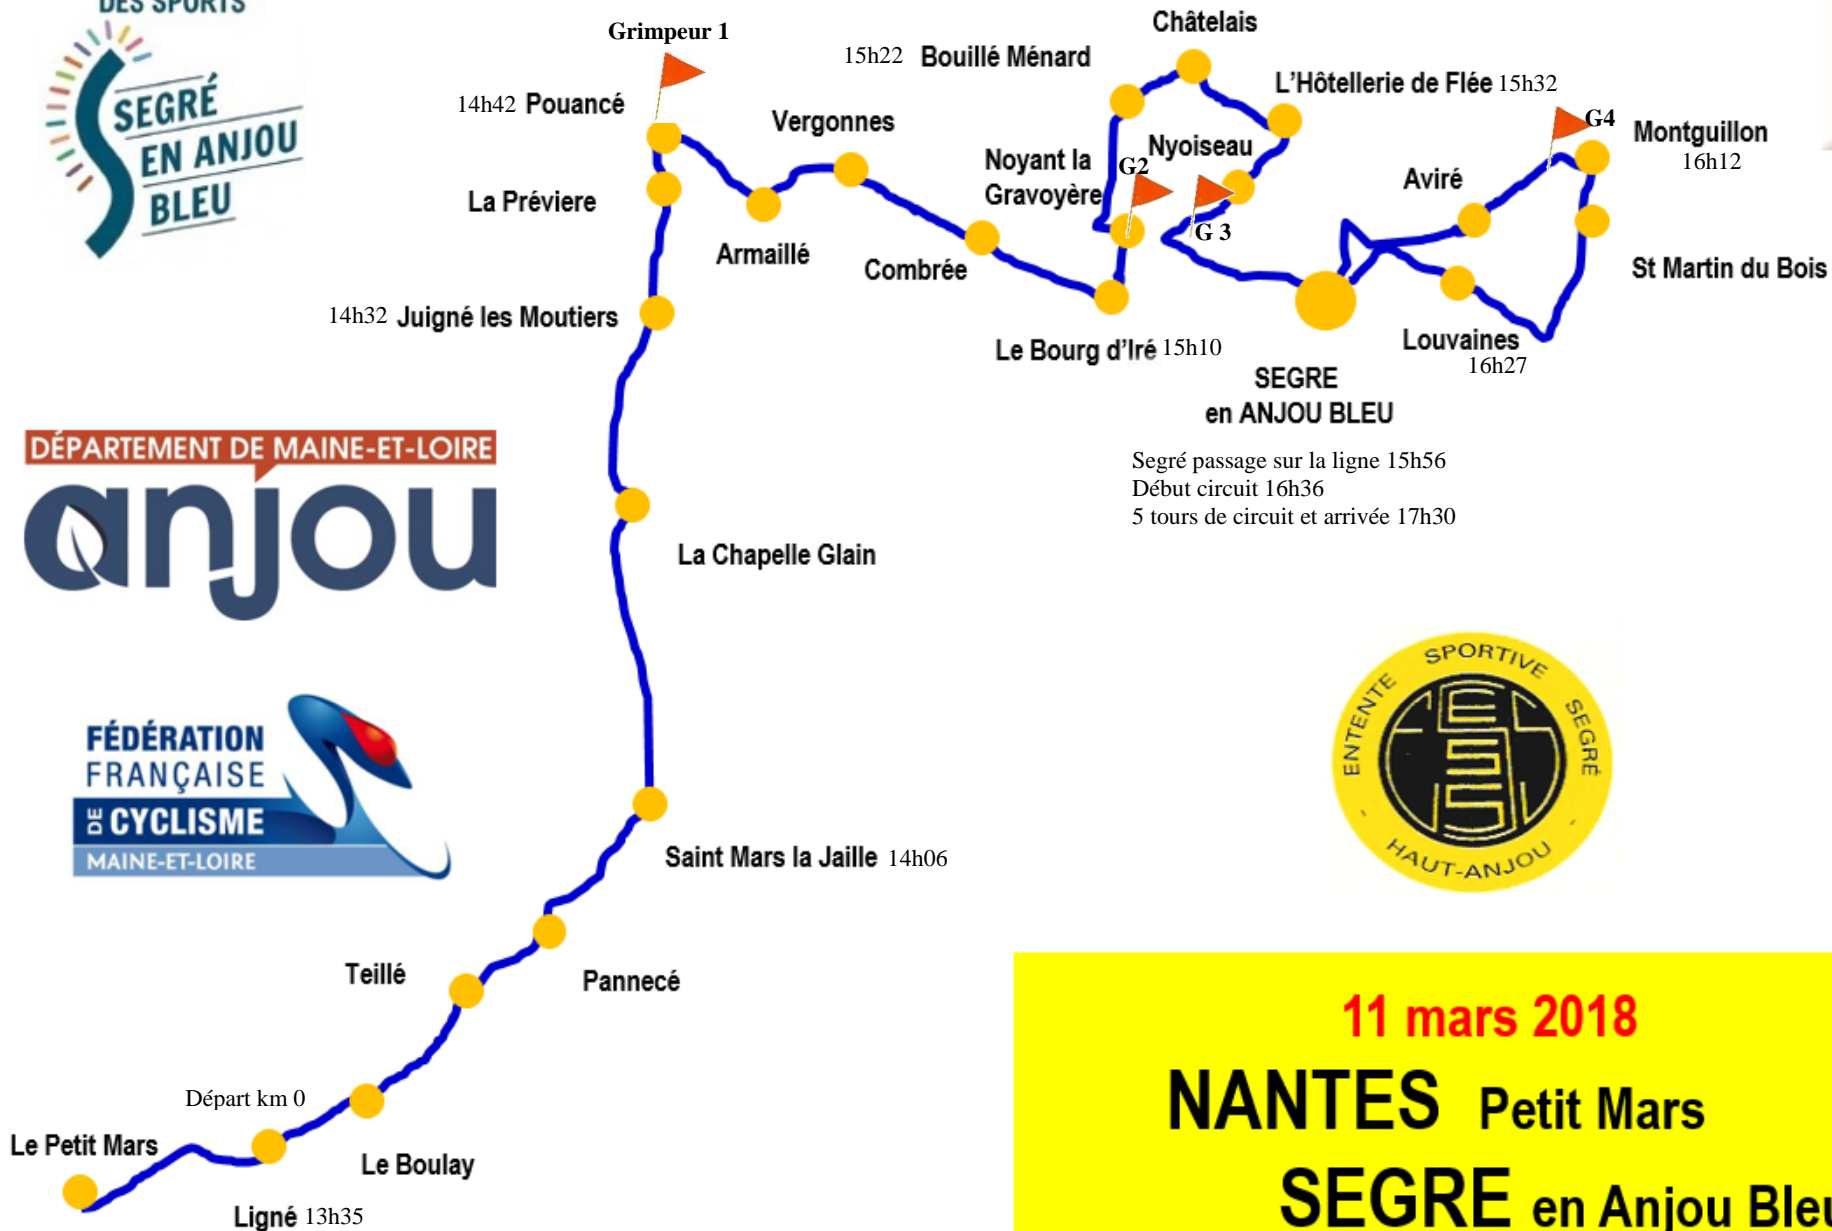 DES SPORTS
SEGRÉ
EN ANJOU
BLEU
Grimpeur 1
14h42 Pouancé
La Préviere
14h32 Juigné les Moutiers
Vergonnes
Armaillé
Combrée
15h22 Bouillé Ménard
Châtelais
L'Hôtellerie de Flée 15h32
Noyant la
Gravoyère
G2
Nyoiseau
G 3
Le Bourg d'Iré 15h10
Aviré
G4
Montguillon
16h12
St Martin du Bois
Louvaines
16h27
SEGRE
en ANJOU BLEU
Segré passage sur la ligne 15h56
Début circuit 16h36
5 tours de circuit et arrivée 17h30
DÉPARTEMENT DE MAINE-ET-LOIRE
anjou
La Chapelle Glain
FÉDÉRATION
FRANÇAISE
DE CYCLISME
MAINE-ET-LOIRE
Saint Mars la Jaille 14h06
ENTENTE SPORTIVE SEGRÉ
- HAUT-ANJOU -
Teillé
Pannecé
Départ km 0
Le Petit Mars
Le Boulay
Ligné 13h35
11 mars 2018
NANTES Petit Mars
SEGRE en Anjou Bleu